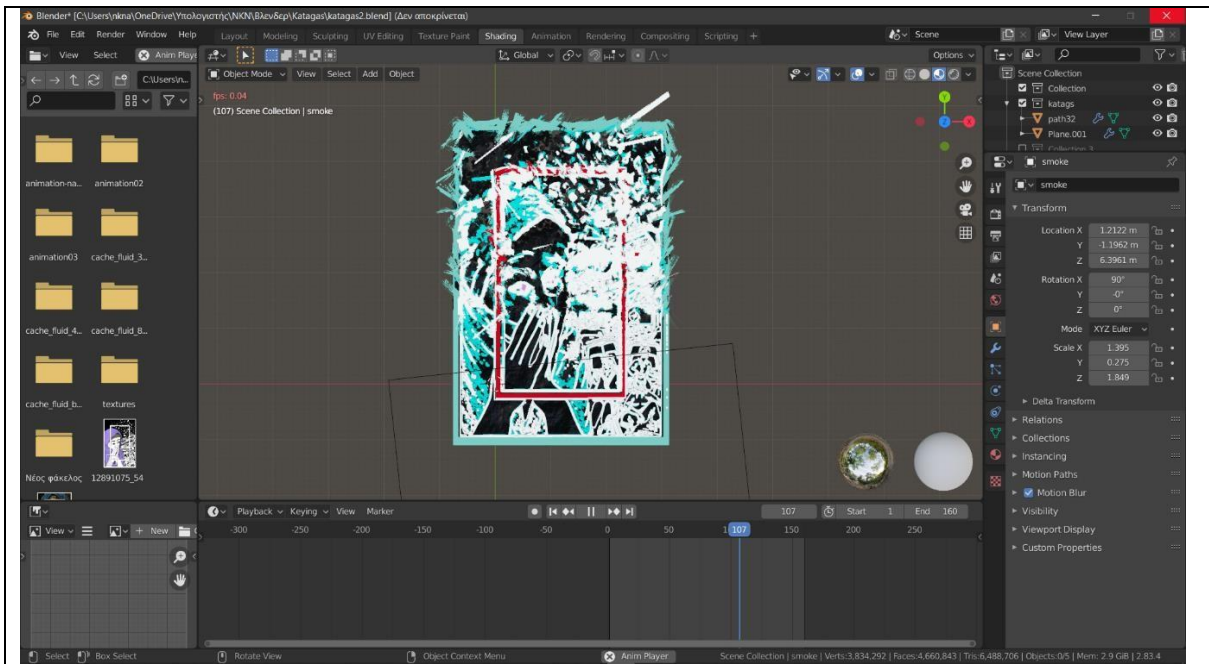 Blender* [C:\Users\nkna\OneDrive\Υπολογιστής\NKN\Βλενδερ\Katagas\katagas2.blend] (Δεν αποκρίνεται)
File Edit Render Window Help
Layout Modeling Sculpting UV Editing Texture Paint Shading Animation Rendering Compositing Scripting +
Scene
View Layer
View Select Anim Playe
Global
Options
C:\Users\n...
Object Mode View Select Add Object
fps: 0.04
(107) Scene Collection | smoke
Y
Z
X
animation-na...
animation02
animation03
cache_fluid_3...
cache_fluid_4...
cache_fluid_8...
cache_fluid_b...
textures
Νέος φάκελος
12891075_54
Scene Collection
Collection
katags
path32
Plane.001
Collection 3
smoke
smoke
Transform
Location X 1.2122 m
Y -1.1962 m
Z 6.3961 m
Rotation X 90°
Y -0°
Z 0°
Mode XYZ Euler
Scale X 1.395
Y 0.275
Z 1.849
Delta Transform
Relations
Collections
Instancing
Motion Paths
Motion Blur
Visibility
Viewport Display
Custom Properties
Playback Keying View Marker
107 Start 1 End 160
View + New
-300 -250 -200 -150 -100 -50 0 50 107 150 200 250
Select Box Select Rotate View Object Context Menu Anim Player
Scene Collection | smoke | Verts:3,834,292 | Faces:4,660,843 | Tris:6,488,706 | Objects:0/5 | Mem: 2.9 GiB | 2.83.4